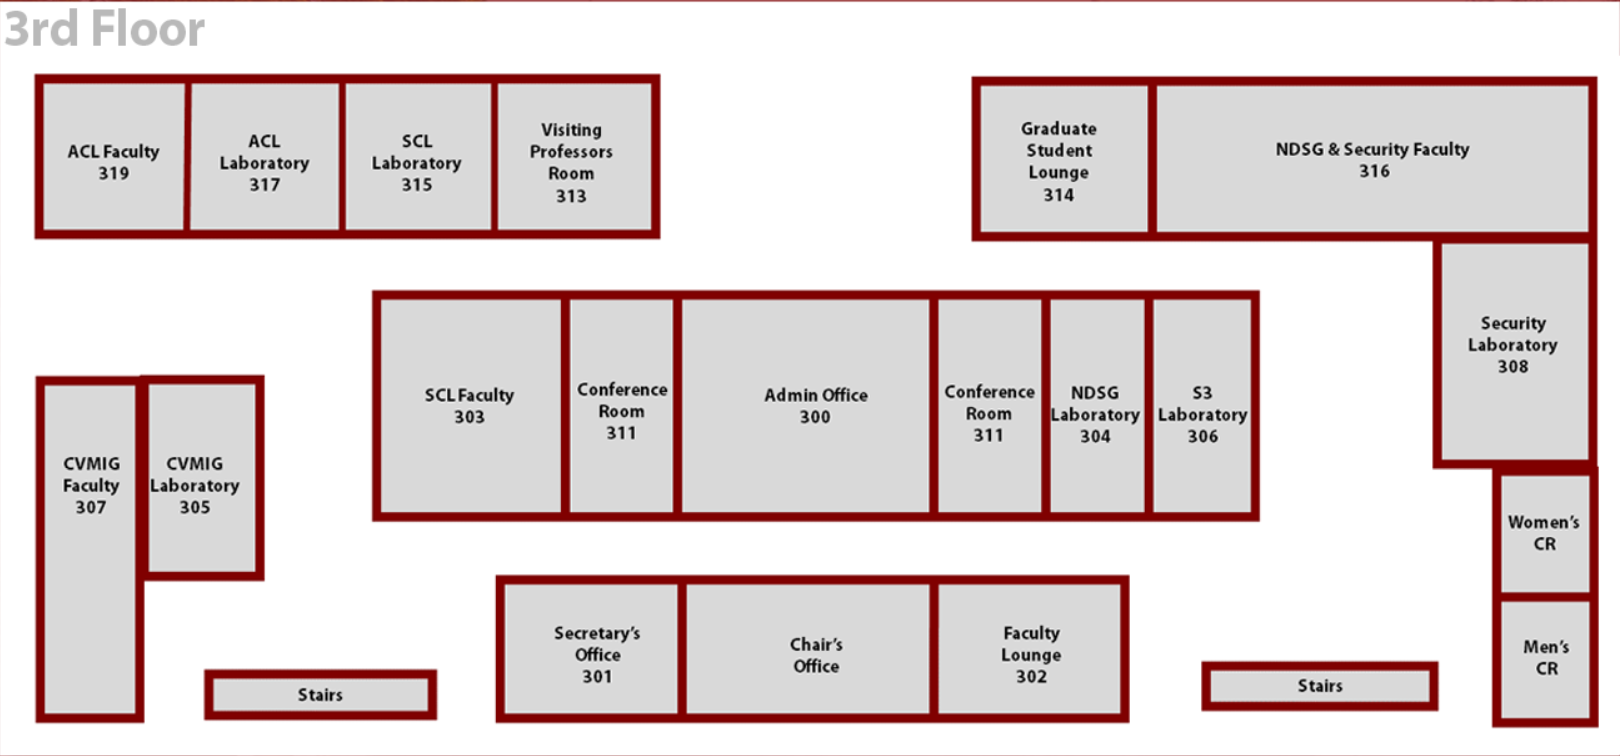 3rd Floor
ACL Faculty
319
ACL
Laboratory
317
SCL
Laboratory
315
Visiting
Professors
Room
313
Graduate
Student
Lounge
314
NDSG & Security Faculty
316
Security
Laboratory
308
SCL Faculty
303
Conference
Room
311
Admin Office
300
Conference
Room
311
NDSG
Laboratory
304
S3
Laboratory
306
CVMIG
Faculty
307
CVMIG
Laboratory
305
Women's
CR
Men's
CR
Secretary's
Office
301
Chair's
Office
Faculty
Lounge
302
Stairs
Stairs